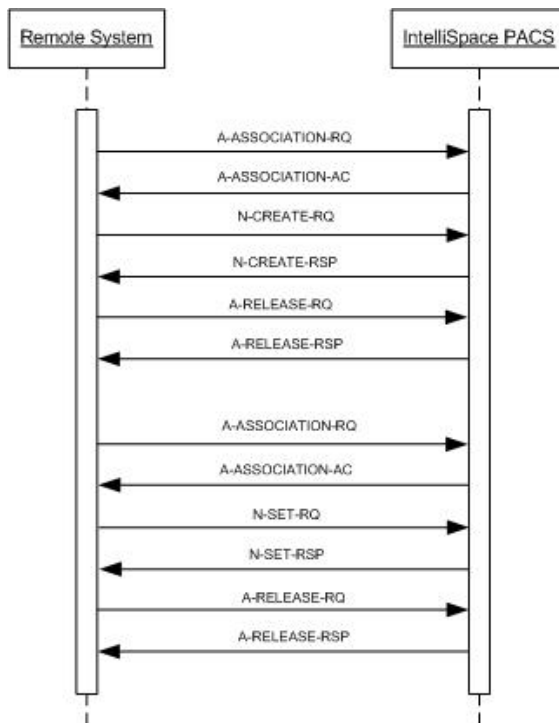 Remote System
IntelliSpace PACS
A-ASSOCIATION-RQ
A-ASSOCIATION-AC
N-CREATE-RQ
N-CREATE-RSP
A-RELEASE-RQ
A-RELEASE-RSP
A-ASSOCIATION-RQ
A-ASSOCIATION-AC
N-SET-RQ
N-SET-RSP
A-RELEASE-RQ
A-RELEASE-RSP